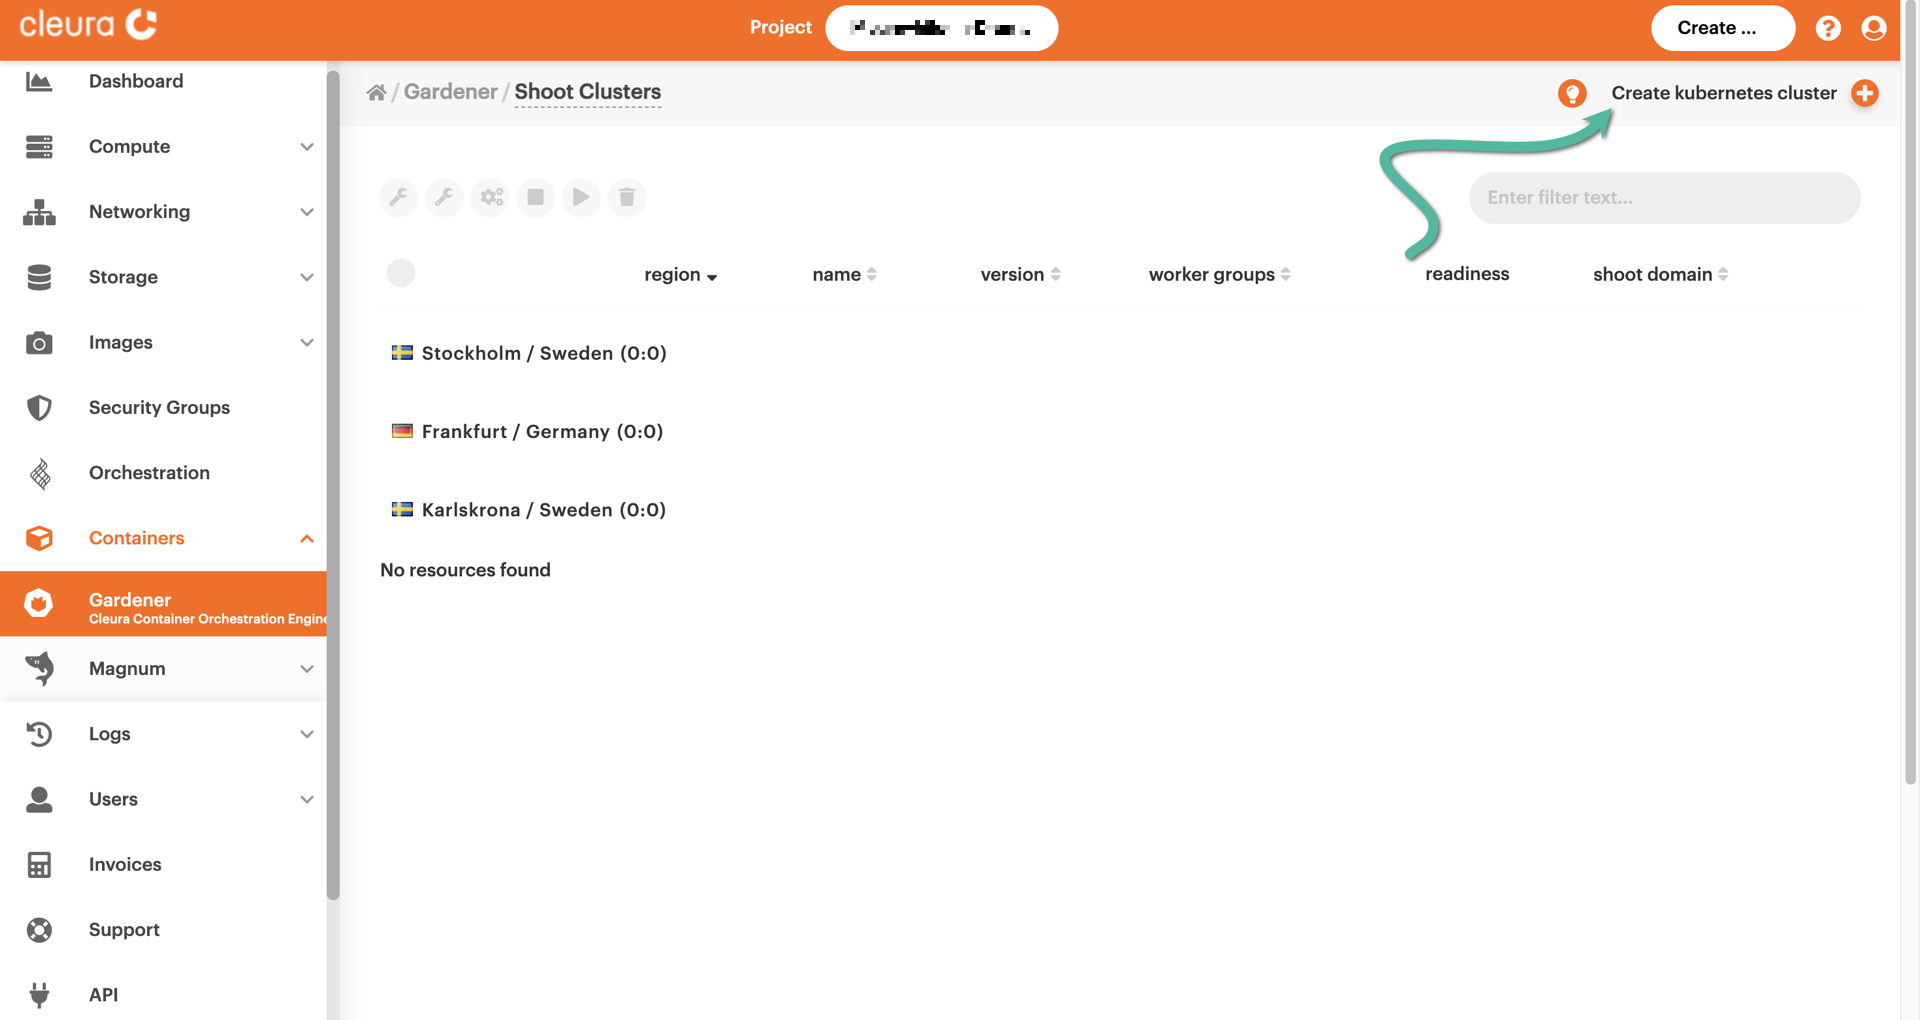 cleura
Project
Create ...
Dashboard
Compute
Networking
Storage
Images
Security Groups
Orchestration
Containers
Gardener
Cleura Container Orchestration Engine
Magnum
Logs
Users
Invoices
Support
API
/ Gardener / Shoot Clusters
Create kubernetes cluster
Enter filter text...
region name version worker groups readiness shoot domain
Stockholm / Sweden (0:0)
Frankfurt / Germany (0:0)
Karlskrona / Sweden (0:0)
No resources found